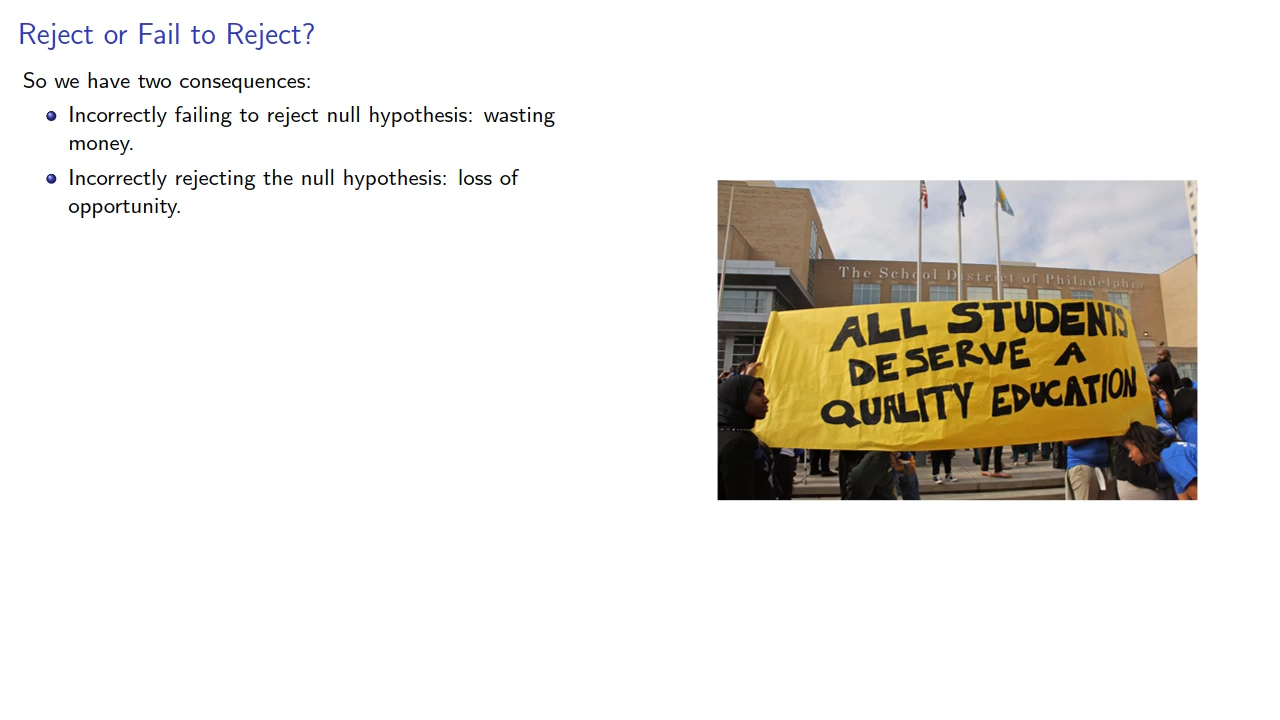 Reject or Fail to Reject?
So we have two consequences:
Incorrectly failing to reject null hypothesis: wasting
money.
Incorrectly rejecting the null hypothesis: loss of
opportunity.
The School District of Philadelphia
ALL STUDENTS
DESERVE A
QUALITY EDUCATION